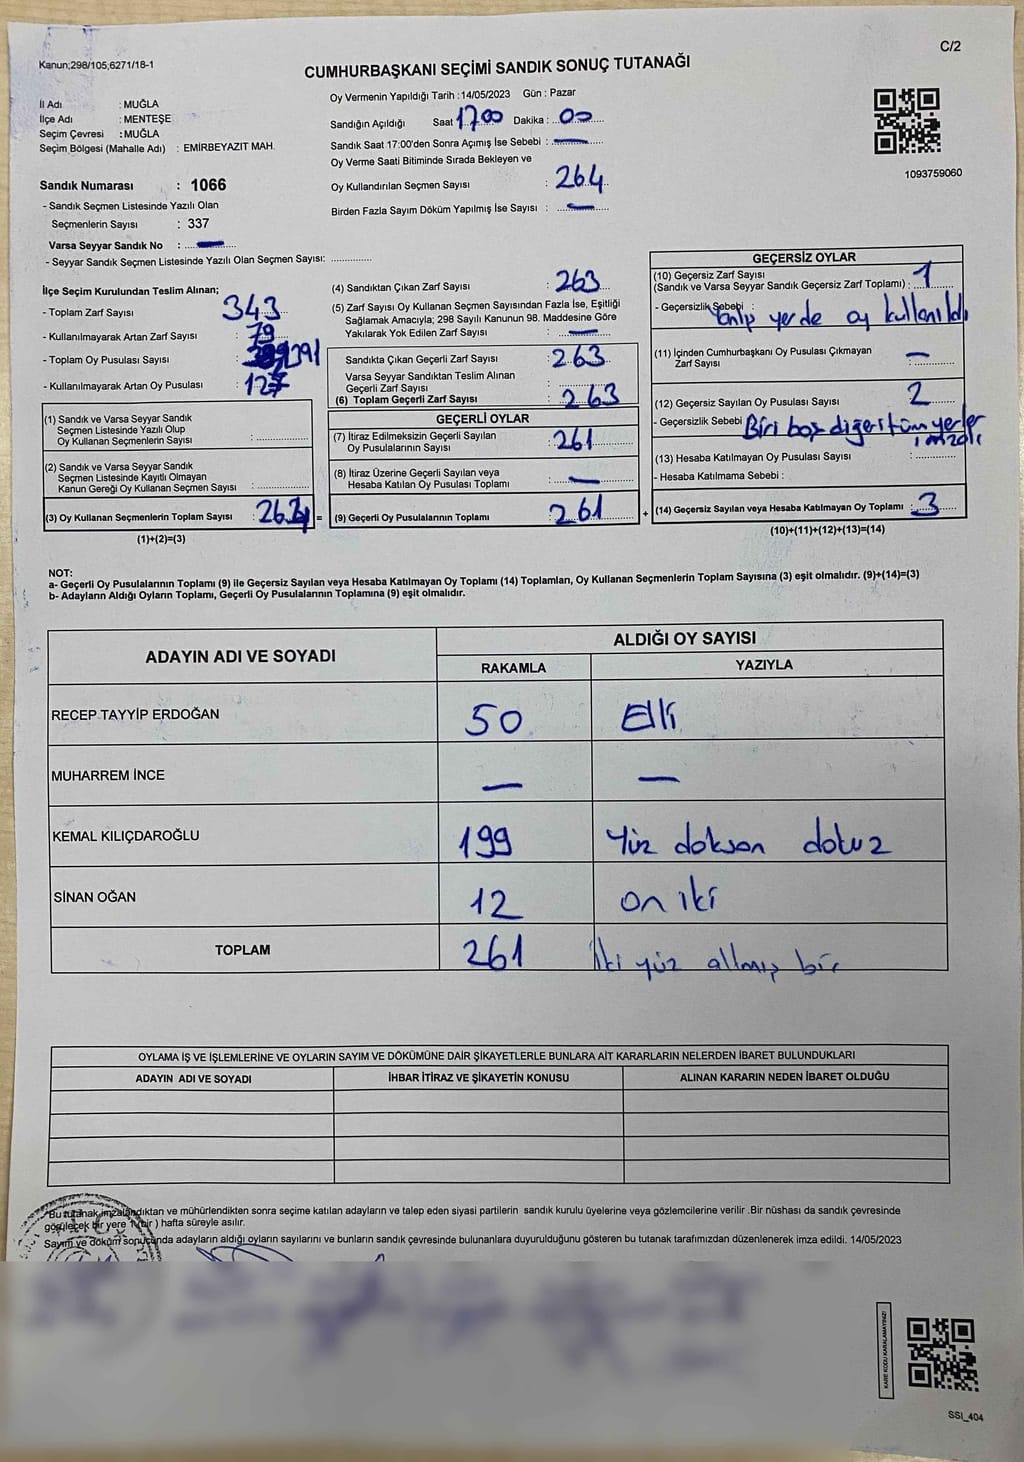 Kanun;298/105;6271/18-1
C/2
CUMHURBAŞKANI SEÇİMİ SANDIK SONUÇ TUTANAĞI
İl Adı : MUĞLA
İlçe Adı : MENTEŞE
Seçim Çevresi : MUĞLA
Seçim Bölgesi (Mahalle Adı) : EMİRBEYAZIT MAH.
Sandık Numarası : 1066
- Sandık Seçmen Listesinde Yazılı Olan
Seçmenlerin Sayısı : 337
Varsa Seyyar Sandık No : —
- Seyyar Sandık Seçmen Listesinde Yazılı Olan Seçmen Sayısı: ..............
Oy Vermenin Yapıldığı Tarih :14/05/2023 Gün : Pazar
Sandığın Açıldığı Saat 17.00 Dakika : 00
Sandık Saat 17:00'den Sonra Açımış İse Sebebi : —
Oy Verme Saati Bitiminde Sırada Bekleyen ve
Oy Kullandırılan Seçmen Sayısı : 264
Birden Fazla Sayım Döküm Yapılmış İse Sayısı : —
1093759060
İlçe Seçim Kurulundan Teslim Alınan;
- Toplam Zarf Sayısı : 343
- Kullanılmayarak Artan Zarf Sayısı : 79
- Toplam Oy Pusulası Sayısı : 291
- Kullanılmayarak Artan Oy Pusulası :
(1) Sandık ve Varsa Seyyar Sandık
Seçmen Listesinde Yazılı Olup
Oy Kullanan Seçmenlerin Sayısı : ..............
(2) Sandık ve Varsa Seyyar Sandık
Seçmen Listesinde Kayıtlı Olmayan
Kanun Gereği Oy Kullanan Seçmen Sayısı : ..............
(3) Oy Kullanan Seçmenlerin Toplam Sayısı : =
(1)+(2)=(3)
(4) Sandıktan Çıkan Zarf Sayısı : 263
(5) Zarf Sayısı Oy Kullanan Seçmen Sayısından Fazla İse, Eşitliği
Sağlamak Amacıyla; 298 Sayılı Kanunun 98. Maddesine Göre
Yakılarak Yok Edilen Zarf Sayısı : —
Sandıkta Çıkan Geçerli Zarf Sayısı : 263
Varsa Seyyar Sandıktan Teslim Alınan
Geçerli Zarf Sayısı : ..............
(6) Toplam Geçerli Zarf Sayısı : 263
GEÇERLİ OYLAR
(7) İtiraz Edilmeksizin Geçerli Sayılan
Oy Pusulalarının Sayısı : 261
(8) İtiraz Üzerine Geçerli Sayılan veya
Hesaba Katılan Oy Pusulası Toplamı : —
(9) Geçerli Oy Pusulalarının Toplamı : 261 +
GEÇERSİZ OYLAR
(10) Geçersiz Zarf Sayısı
(Sandık ve Varsa Seyyar Sandık Geçersiz Zarf Toplamı) : 1
- Geçersizlik Sebebi : Yanlış yerde oy kullanıldı
(11) İçinden Cumhurbaşkanı Oy Pusulası Çıkmayan
Zarf Sayısı : —
(12) Geçersiz Sayılan Oy Pusulası Sayısı : 2
- Geçersizlik Sebebi : Biri boş diğeri tüm yerler
imzalı
(13) Hesaba Katılmayan Oy Pusulası Sayısı : ..............
- Hesaba Katılmama Sebebi :
(14) Geçersiz Sayılan veya Hesaba Katılmayan Oy Toplamı : 3
(10)+(11)+(12)+(13)=(14)
NOT:
a- Geçerli Oy Pusulalarının Toplamı (9) ile Geçersiz Sayılan veya Hesaba Katılmayan Oy Toplamı (14) Toplamları, Oy Kullanan Seçmenlerin Toplam Sayısına (3) eşit olmalıdır. (9)+(14)=(3)
b- Adayların Aldığı Oyların Toplamı, Geçerli Oy Pusulalarının Toplamına (9) eşit olmalıdır.
ADAYIN ADI VE SOYADI ALDIĞI OY SAYISI
RAKAMLA YAZIYLA
RECEP TAYYİP ERDOĞAN 50 Elli
MUHARREM İNCE — —
KEMAL KILIÇDAROĞLU 199 Yüz doksan dokuz
SİNAN OĞAN 12 on iki
TOPLAM 261 İki yüz altmış bir
OYLAMA İŞ VE İŞLEMLERİNE VE OYLARIN SAYIM VE DÖKÜMÜNE DAİR ŞİKAYETLERLE BUNLARA AİT KARARLARIN NELERDEN İBARET BULUNDUKLARI
ADAYIN ADI VE SOYADI İHBAR İTİRAZ VE ŞİKAYETİN KONUSU ALINAN KARARIN NEDEN İBARET OLDUĞU
Bu tutanak imzalandıktan ve mühürlendikten sonra seçime katılan adayların ve talep eden siyasi partilerin sandık kurulu üyelerine veya gözlemcilerine verilir .Bir nüshası da sandık çevresinde
görülecek bir yere 1 (bir ) hafta süreyle asılır.
Sayım ve döküm sonucunda adayların aldığı oyların sayılarını ve bunların sandık çevresinde bulunanlara duyurulduğunu gösteren bu tutanak tarafımızdan düzenlenerek imza edildi. 14/05/2023
KARE KODU KARALAMAYINIZ!
SSI_404